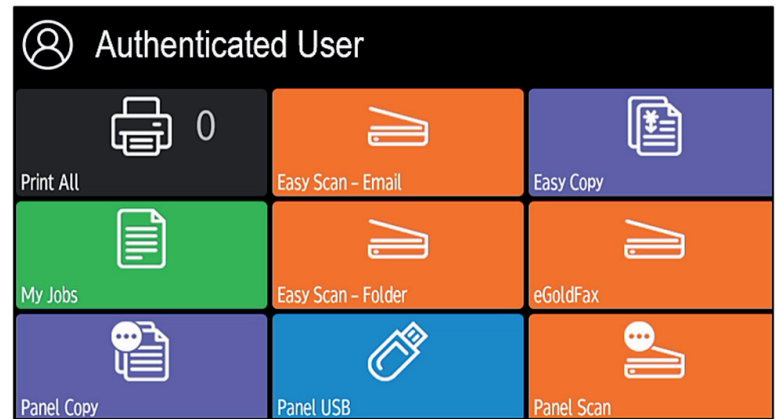 Authenticated User
0
Print All
Easy Scan – Email
Easy Copy
My Jobs
Easy Scan – Folder
eGoldFax
Panel Copy
Panel USB
Panel Scan